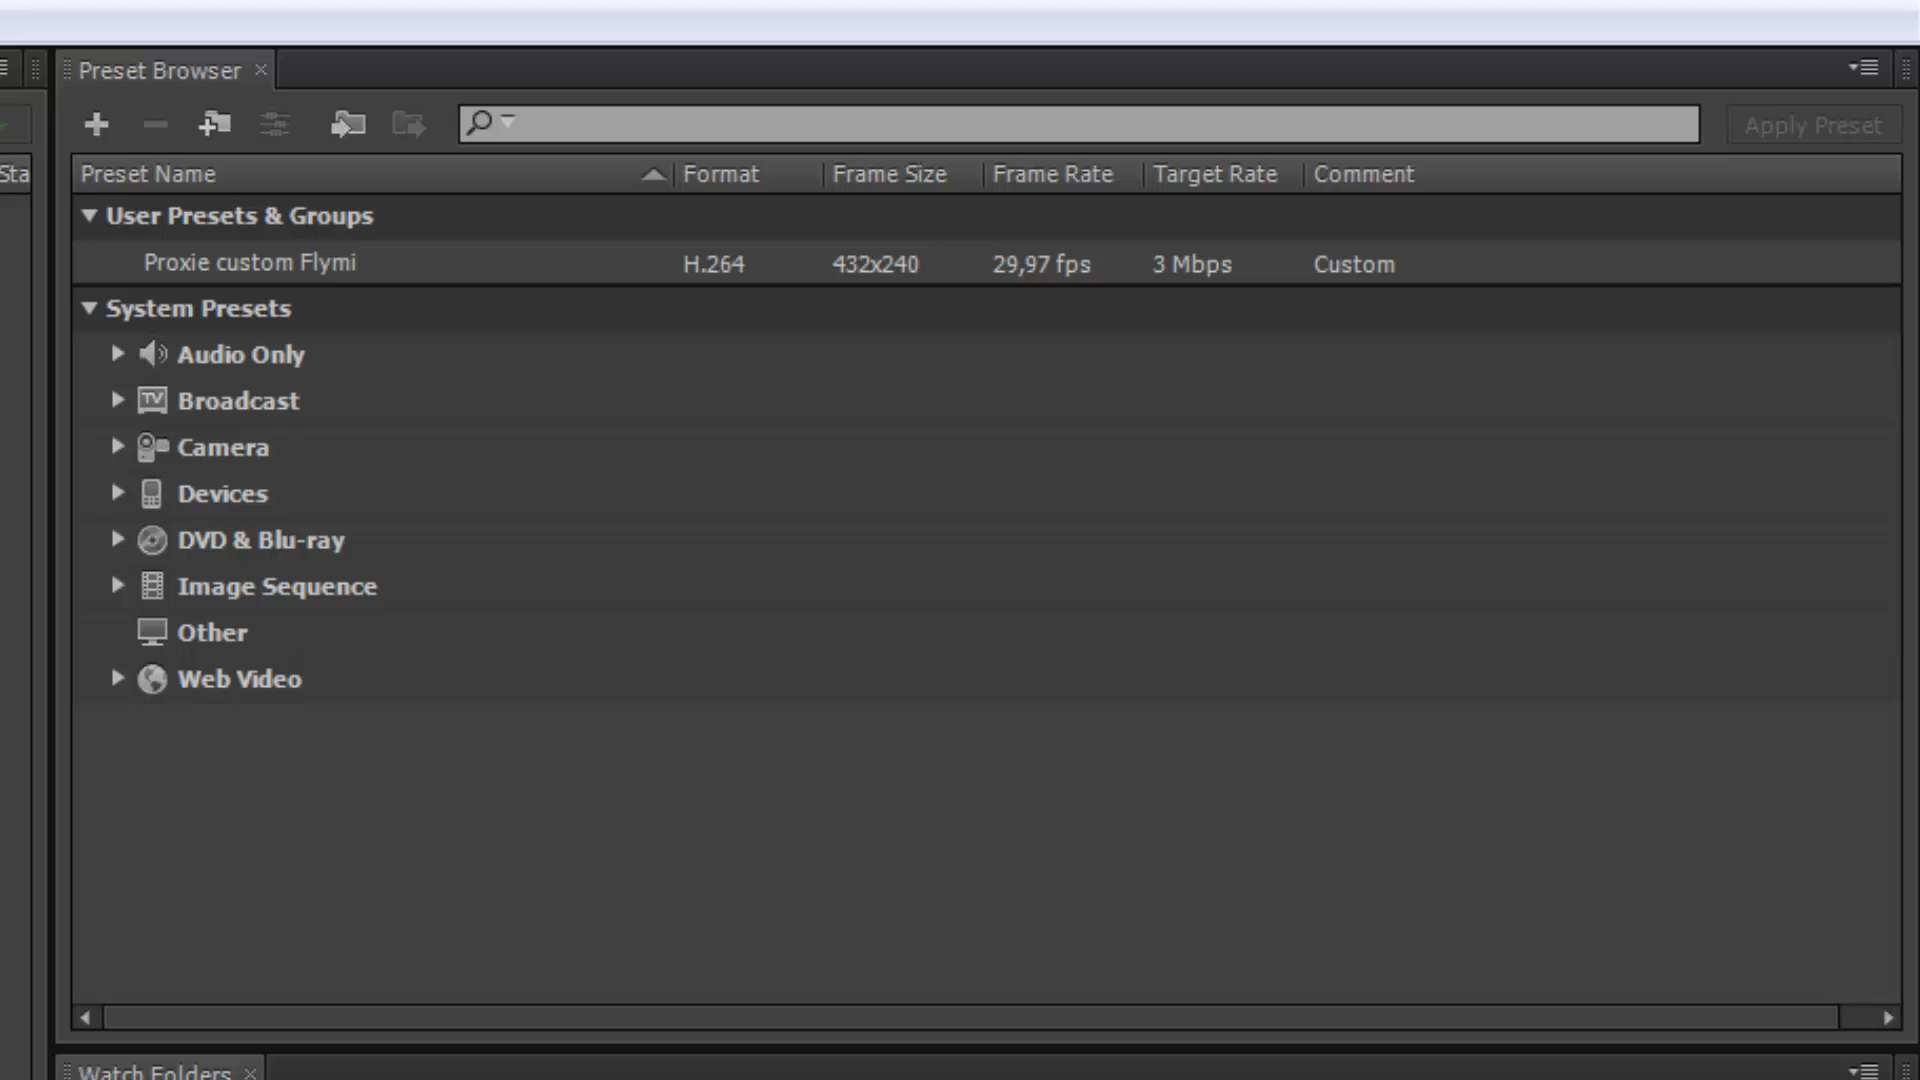 Preset Browser
Apply Preset
Sta
Preset Name Format Frame Size Frame Rate Target Rate Comment
User Presets & Groups
Proxie custom Flymi H.264 432x240 29,97 fps 3 Mbps Custom
System Presets
Audio Only
TV Broadcast
Camera
Devices
DVD & Blu-ray
Image Sequence
Other
Web Video
Watch Folders